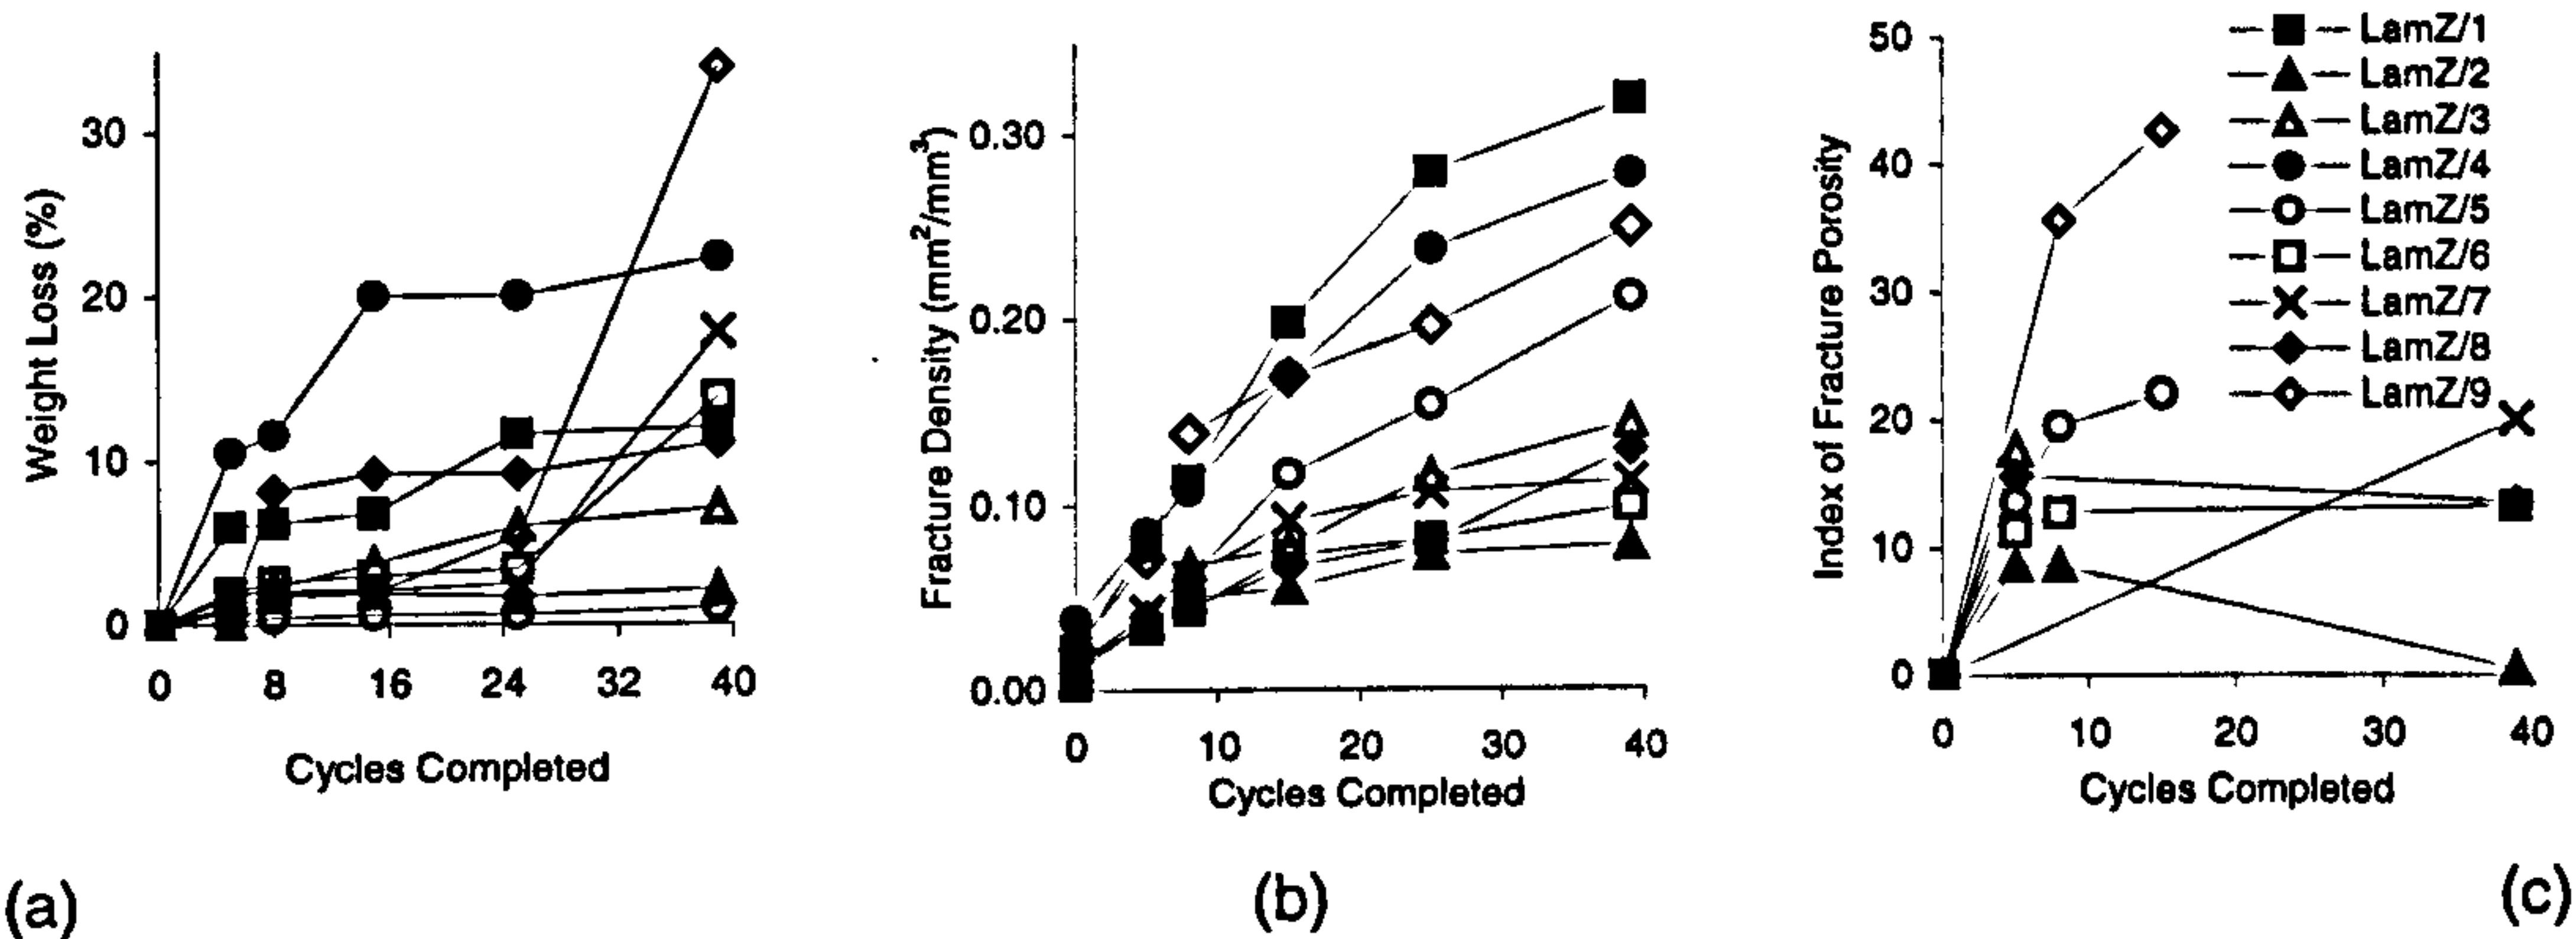 Weight Loss (%)
30
20
10
0
0 8 16 24 32 40
Cycles Completed
(a)
Fracture Density (mm²/mm³)
0.30
0.20
0.10
0.00
0 10 20 30 40
Cycles Completed
(b)
Index of Fracture Porosity
50
40
30
20
10
0
0 10 20 30 40
Cycles Completed
(c)
LamZ/1
LamZ/2
LamZ/3
LamZ/4
LamZ/5
LamZ/6
LamZ/7
LamZ/8
LamZ/9